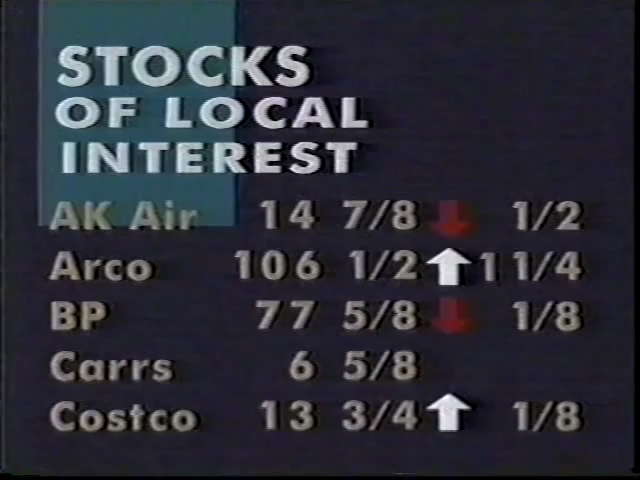 STOCKS
OF LOCAL
INTEREST
AK Air 14 7/8 1/2
Arco 106 1/2 1 1/4
BP 77 5/8 1/8
Carrs 6 5/8
Costco 13 3/4 1/8